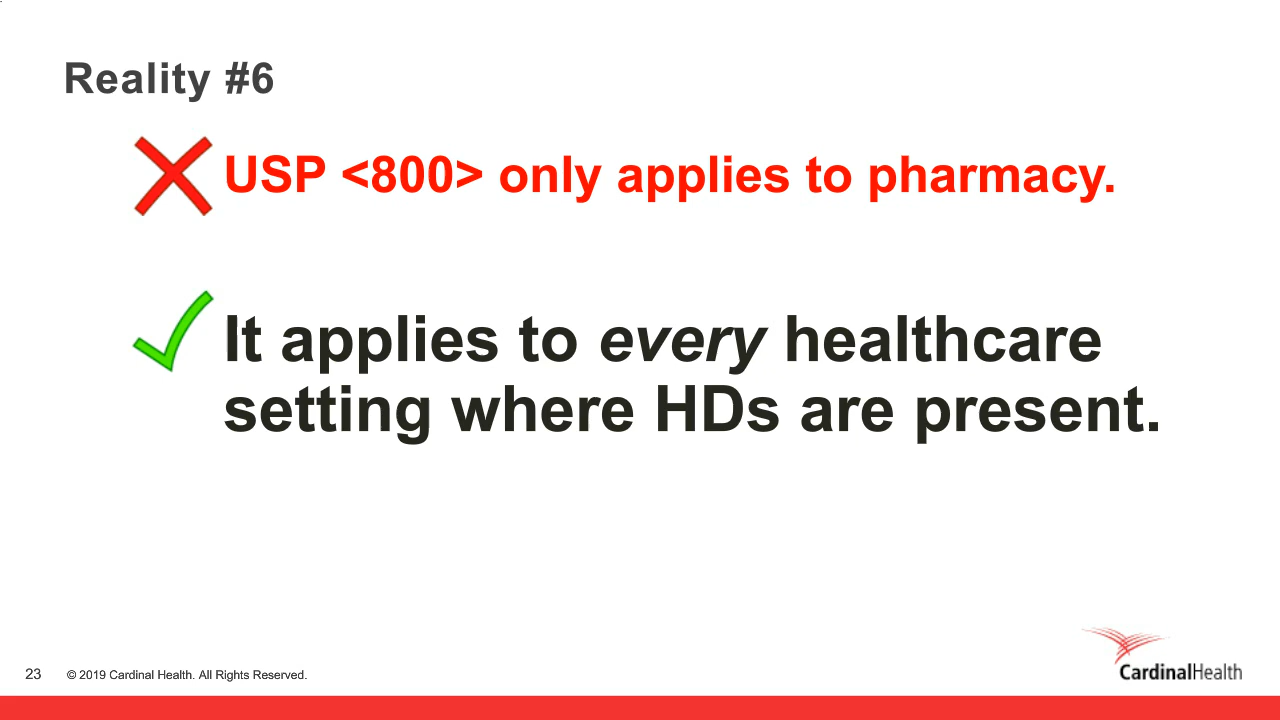 Reality #6
USP <800> only applies to pharmacy.
It applies to every healthcare
setting where HDs are present.
23 © 2019 Cardinal Health. All Rights Reserved.
CardinalHealth